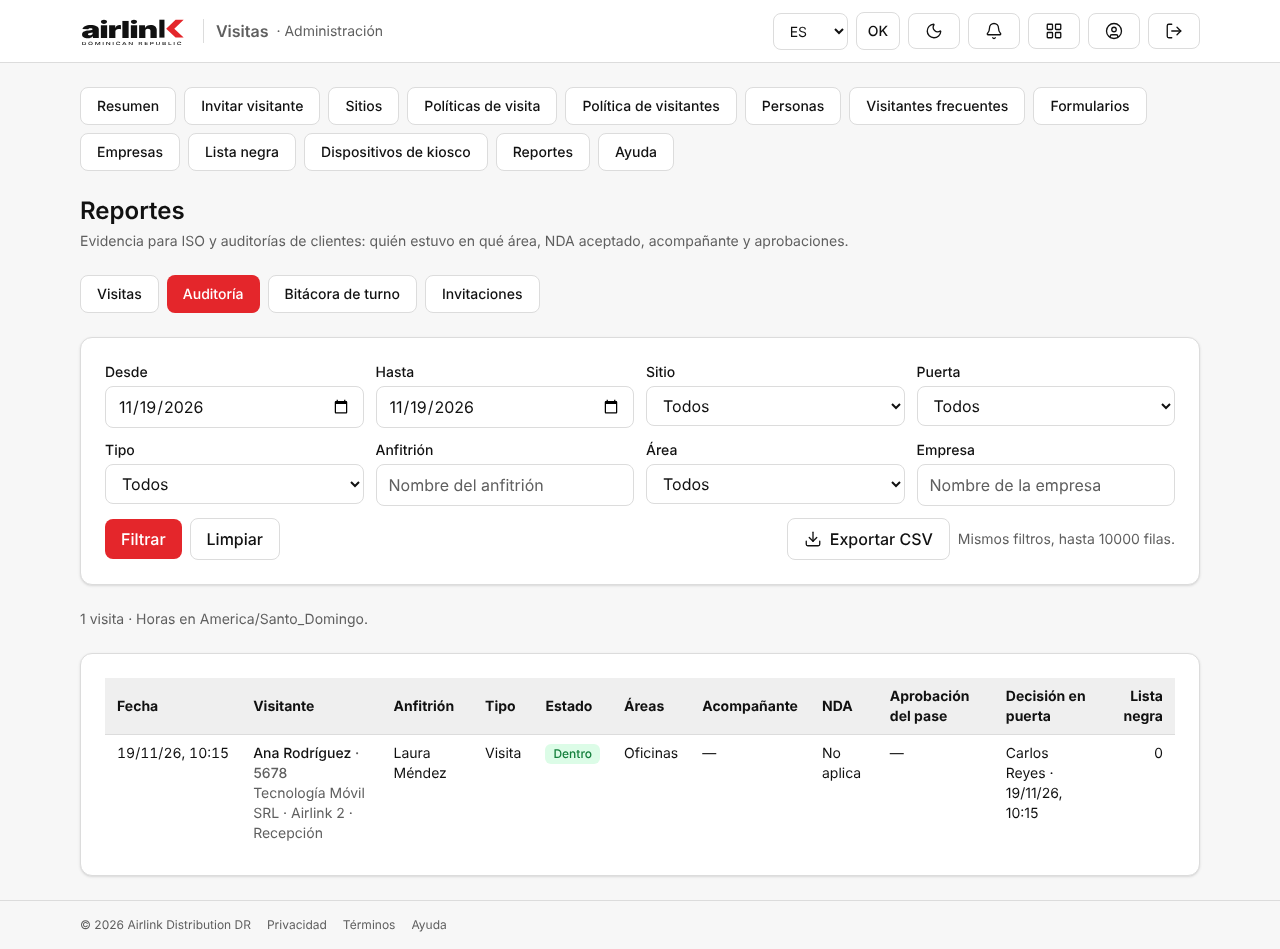 airlink
DOMINICAN REPUBLIC
Visitas · Administración
ES
OK
Resumen
Invitar visitante
Sitios
Políticas de visita
Política de visitantes
Personas
Visitantes frecuentes
Formularios
Empresas
Lista negra
Dispositivos de kiosco
Reportes
Ayuda
Reportes
Evidencia para ISO y auditorías de clientes: quién estuvo en qué área, NDA aceptado, acompañante y aprobaciones.
Visitas
Auditoría
Bitácora de turno
Invitaciones
Desde
Hasta
Sitio
Puerta
11/19/2026
11/19/2026
Todos
Todos
Tipo
Anfitrión
Área
Empresa
Todos
Nombre del anfitrión
Todos
Nombre de la empresa
Filtrar
Limpiar
Exportar CSV
Mismos filtros, hasta 10000 filas.
1 visita · Horas en America/Santo_Domingo.
Fecha
Visitante
Anfitrión
Tipo
Estado
Áreas
Acompañante
NDA
Aprobación
del pase
Decisión en
puerta
Lista
negra
19/11/26, 10:15
Ana Rodríguez ·
5678
Tecnología Móvil
SRL · Airlink 2 ·
Recepción
Laura
Méndez
Visita
Dentro
Oficinas
—
No
aplica
—
Carlos
Reyes ·
19/11/26,
10:15
0
© 2026 Airlink Distribution DR
Privacidad
Términos
Ayuda